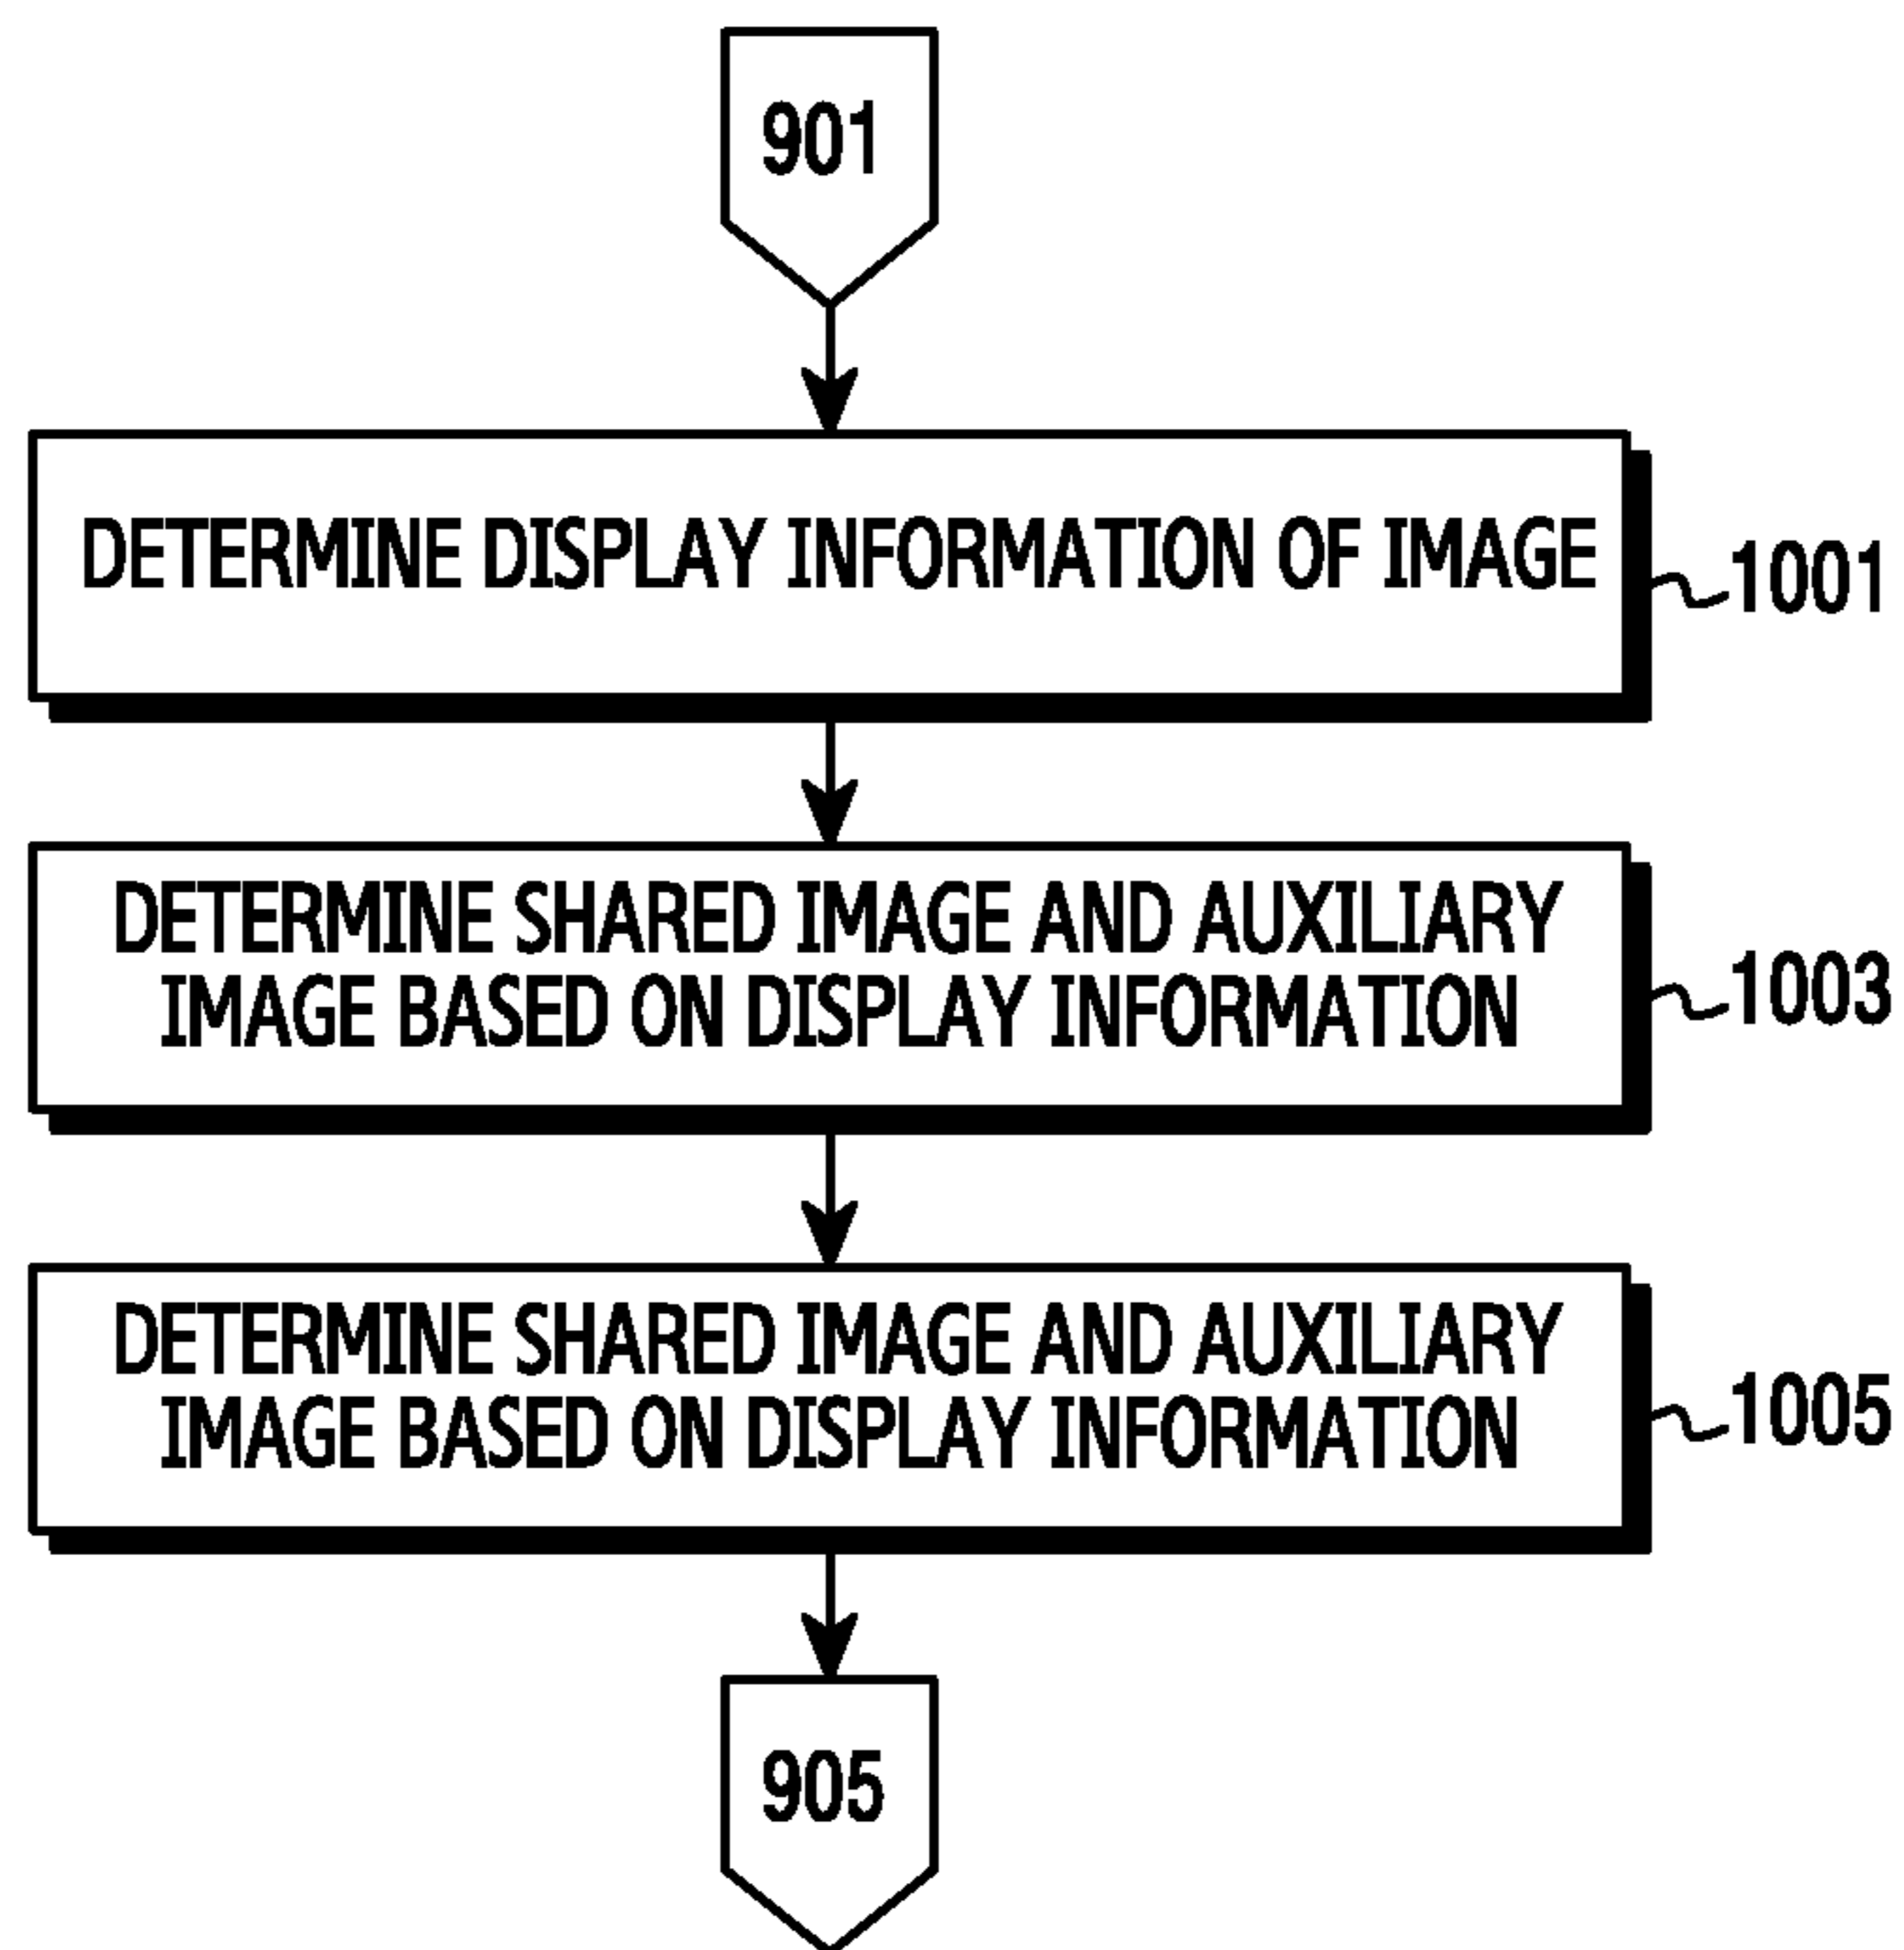 901
DETERMINE DISPLAY INFORMATION OF IMAGE
1001
DETERMINE SHARED IMAGE AND AUXILIARY
IMAGE BASED ON DISPLAY INFORMATION
1003
DETERMINE SHARED IMAGE AND AUXILIARY
IMAGE BASED ON DISPLAY INFORMATION
1005
905